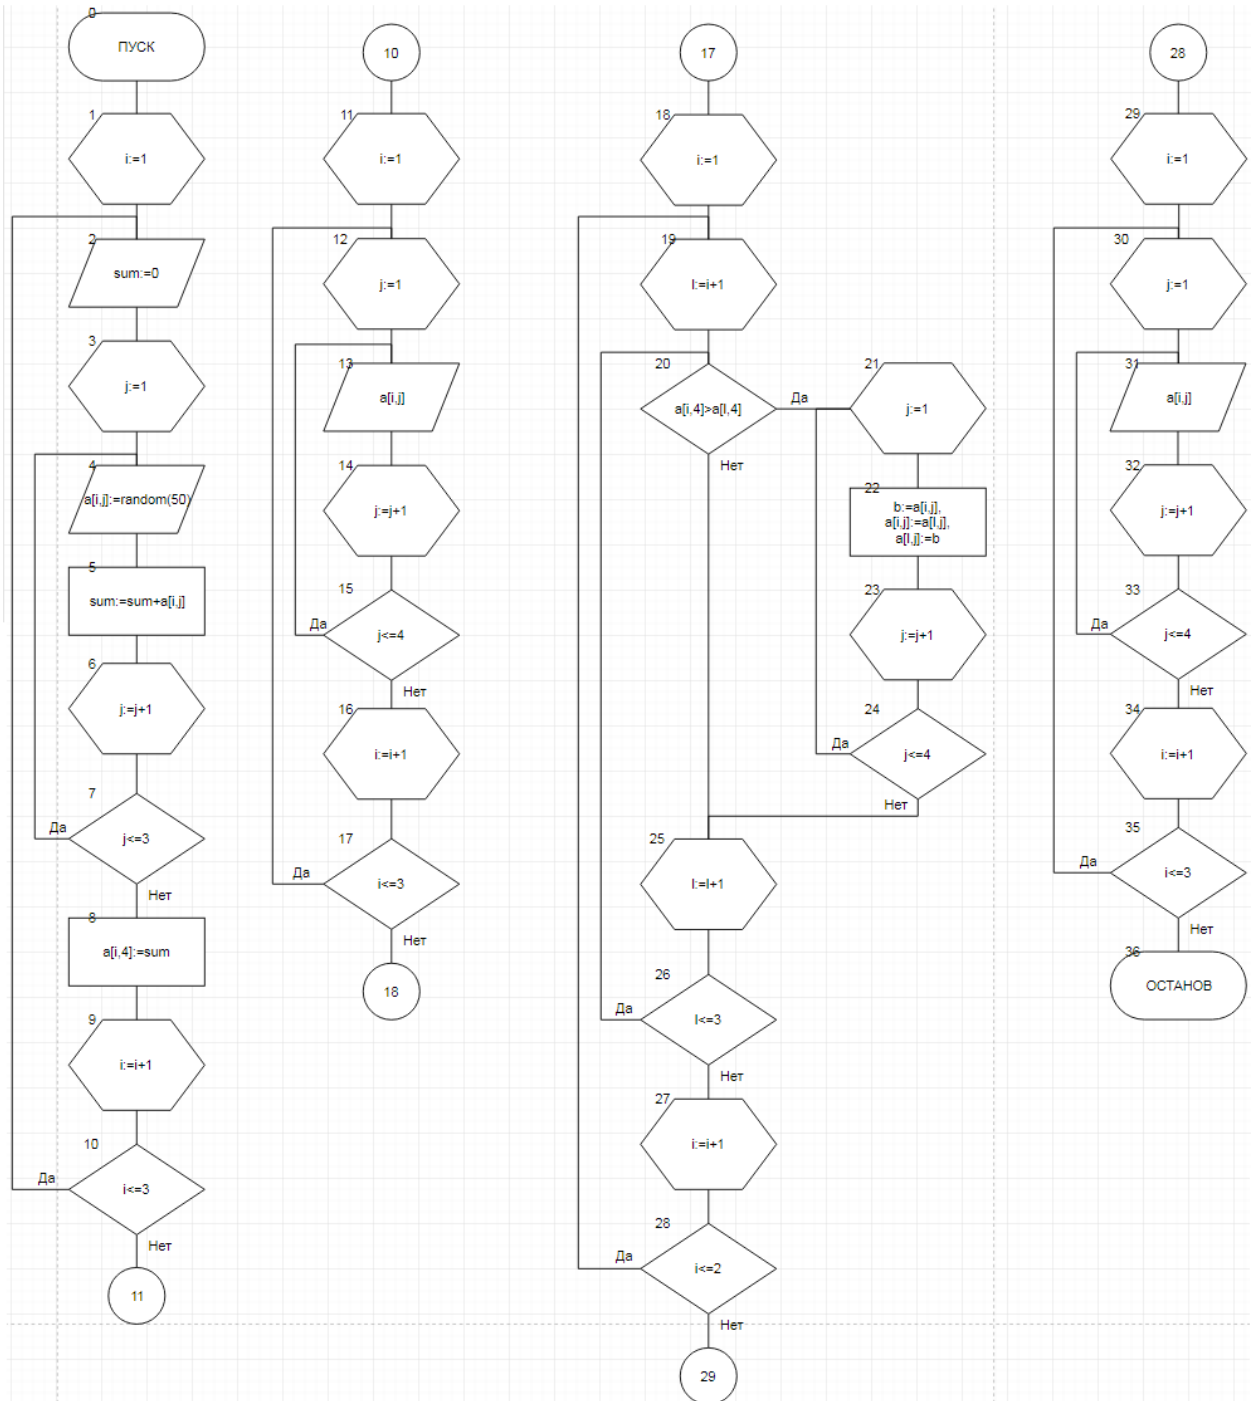 0
ПУСК
1
i:=1
2
sum:=0
3
j:=1
4
a[i,j]:=random(50)
5
sum:=sum+a[i,j]
6
j:=j+1
7
j<=3
Да
Нет
8
a[i,4]:=sum
9
i:=i+1
10
i<=3
Да
Нет
11
10
11
i:=1
12
j:=1
13
a[i,j]
14
j:=j+1
15
j<=4
Да
Нет
16
i:=i+1
17
i<=3
Да
Нет
18
17
18
i:=1
19
l:=i+1
20
a[i,4]>a[l,4]
Да
Нет
21
j:=1
22
b:=a[i,j],
a[i,j]:=a[l,j],
a[l,j]:=b
23
j:=j+1
24
j<=4
Да
Нет
25
l:=l+1
26
l<=3
Да
Нет
27
i:=i+1
28
i<=2
Да
Нет
29
28
29
i:=1
30
j:=1
31
a[i,j]
32
j:=j+1
33
j<=4
Да
Нет
34
i:=i+1
35
i<=3
Да
Нет
36
ОСТАНОВ